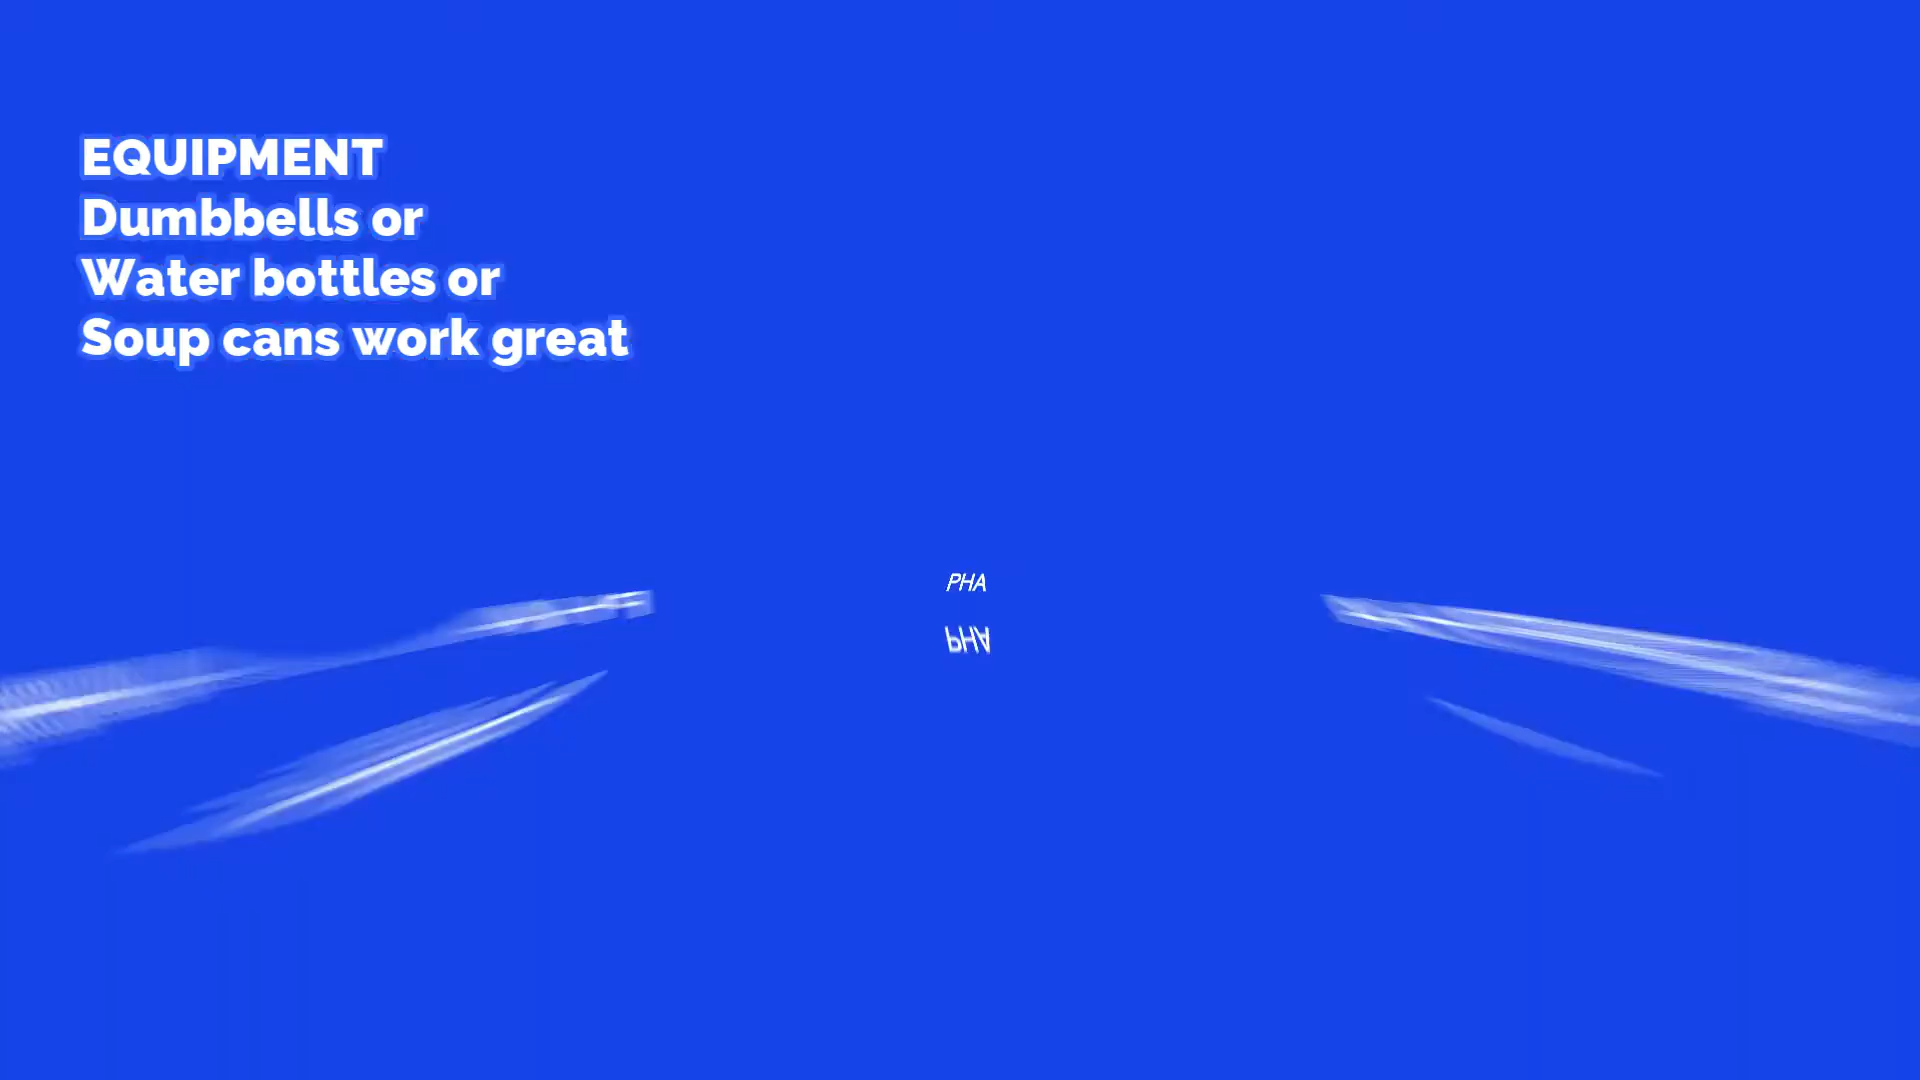 EQUIPMENT
Dumbbells or
Water bottles or
Soup cans work great
PHA